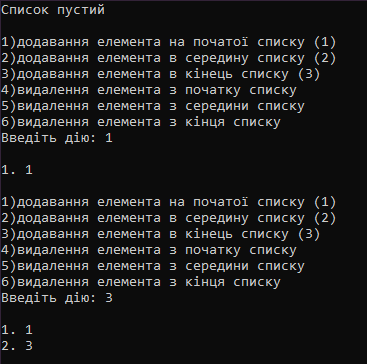 Список пустий
1)додавання елемента на початої списку (1)
2)додавання елемента в середину списку (2)
3)додавання елемента в кінець списку (3)
4)видалення елемента з початку списку
5)видалення елемента з середини списку
6)видалення елемента з кінця списку
Введіть дію: 1
1. 1
1)додавання елемента на початої списку (1)
2)додавання елемента в середину списку (2)
3)додавання елемента в кінець списку (3)
4)видалення елемента з початку списку
5)видалення елемента з середини списку
6)видалення елемента з кінця списку
Введіть дію: 3
1. 1
2. 3